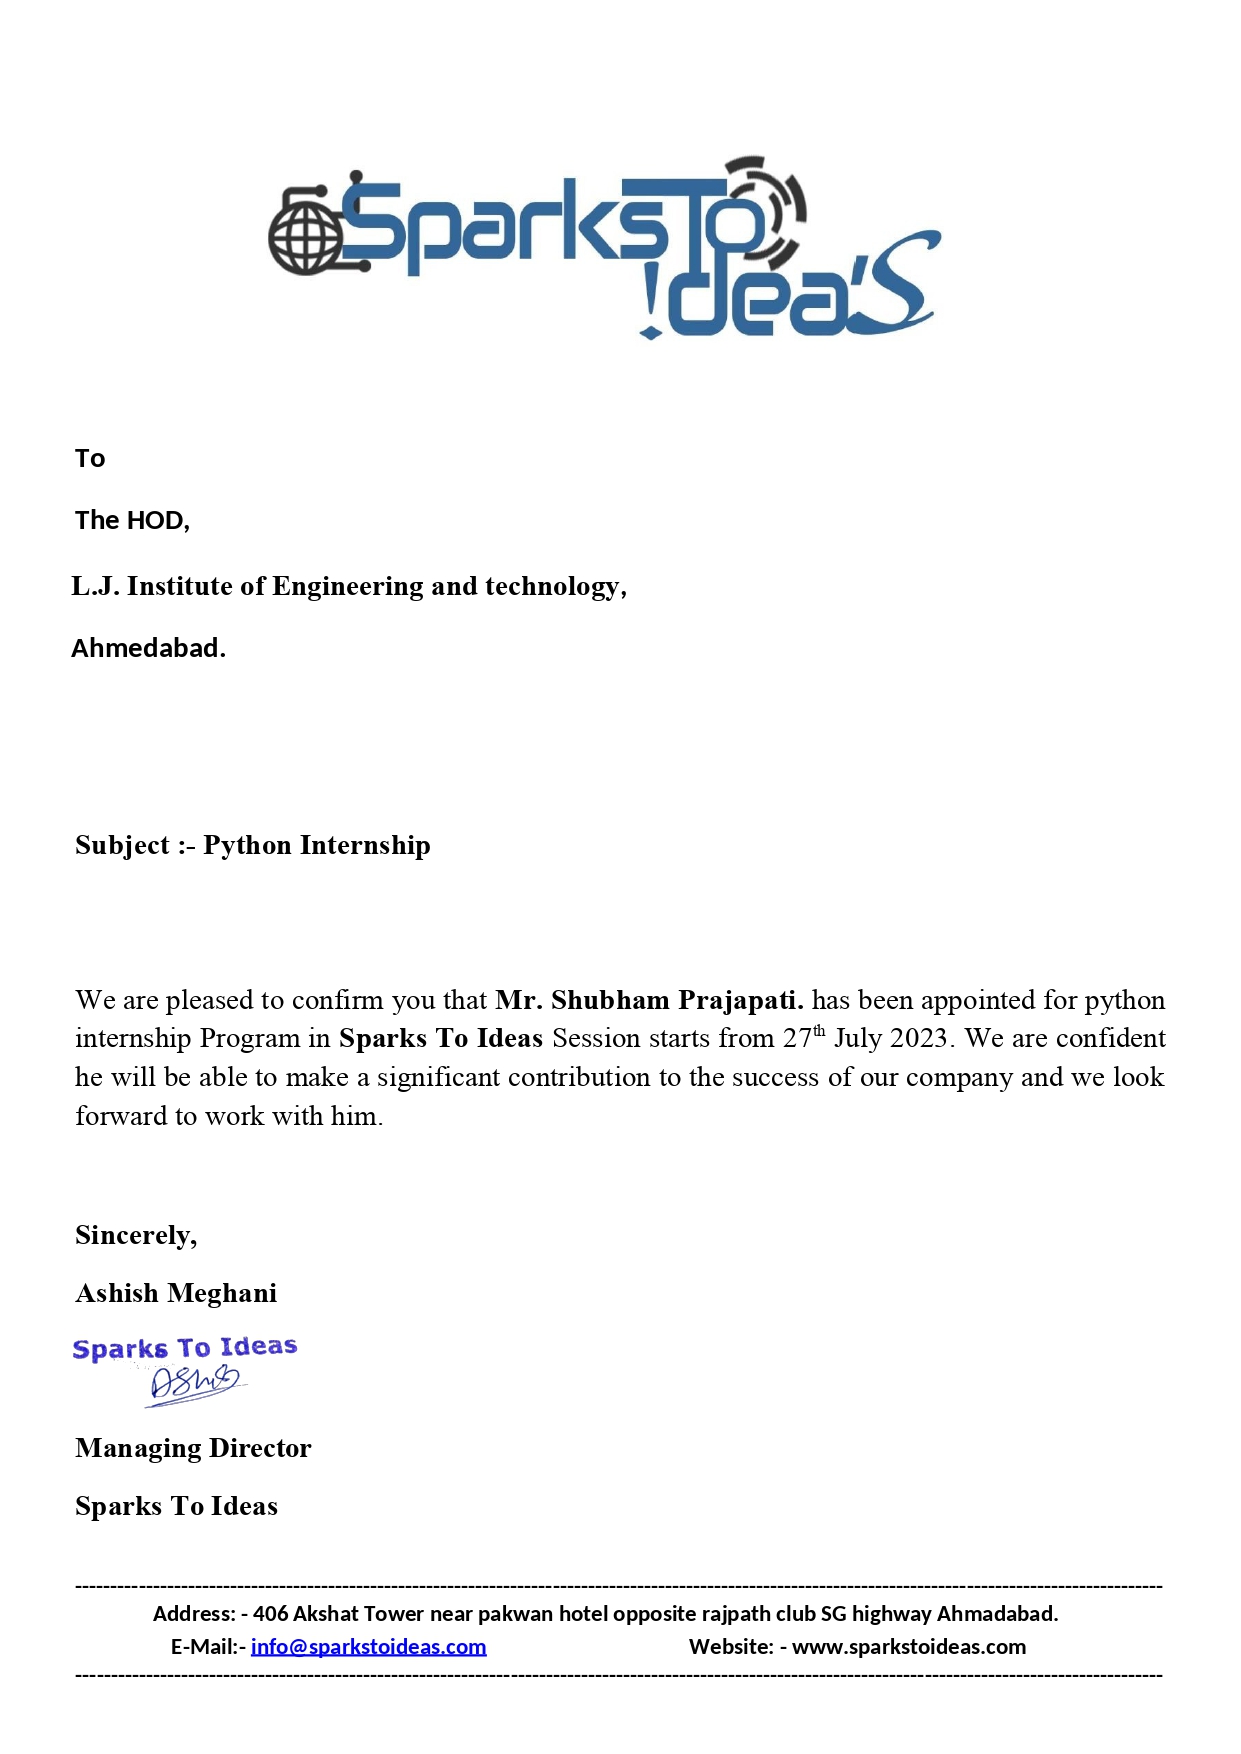 Sparks To
!dea's
To
The HOD,
L.J. Institute of Engineering and technology,
Ahmedabad.
Subject :- Python Internship
We are pleased to confirm you that Mr. Shubham Prajapati. has been appointed for python
internship Program in Sparks To Ideas Session starts from 27th July 2023. We are confident
he will be able to make a significant contribution to the success of our company and we look
forward to work with him.
Sincerely,
Ashish Meghani
Sparks To Ideas
Managing Director
Sparks To Ideas
Address: - 406 Akshat Tower near pakwan hotel opposite rajpath club SG highway Ahmadabad.
E-Mail:- info@sparkstoideas.com Website: - www.sparkstoideas.com